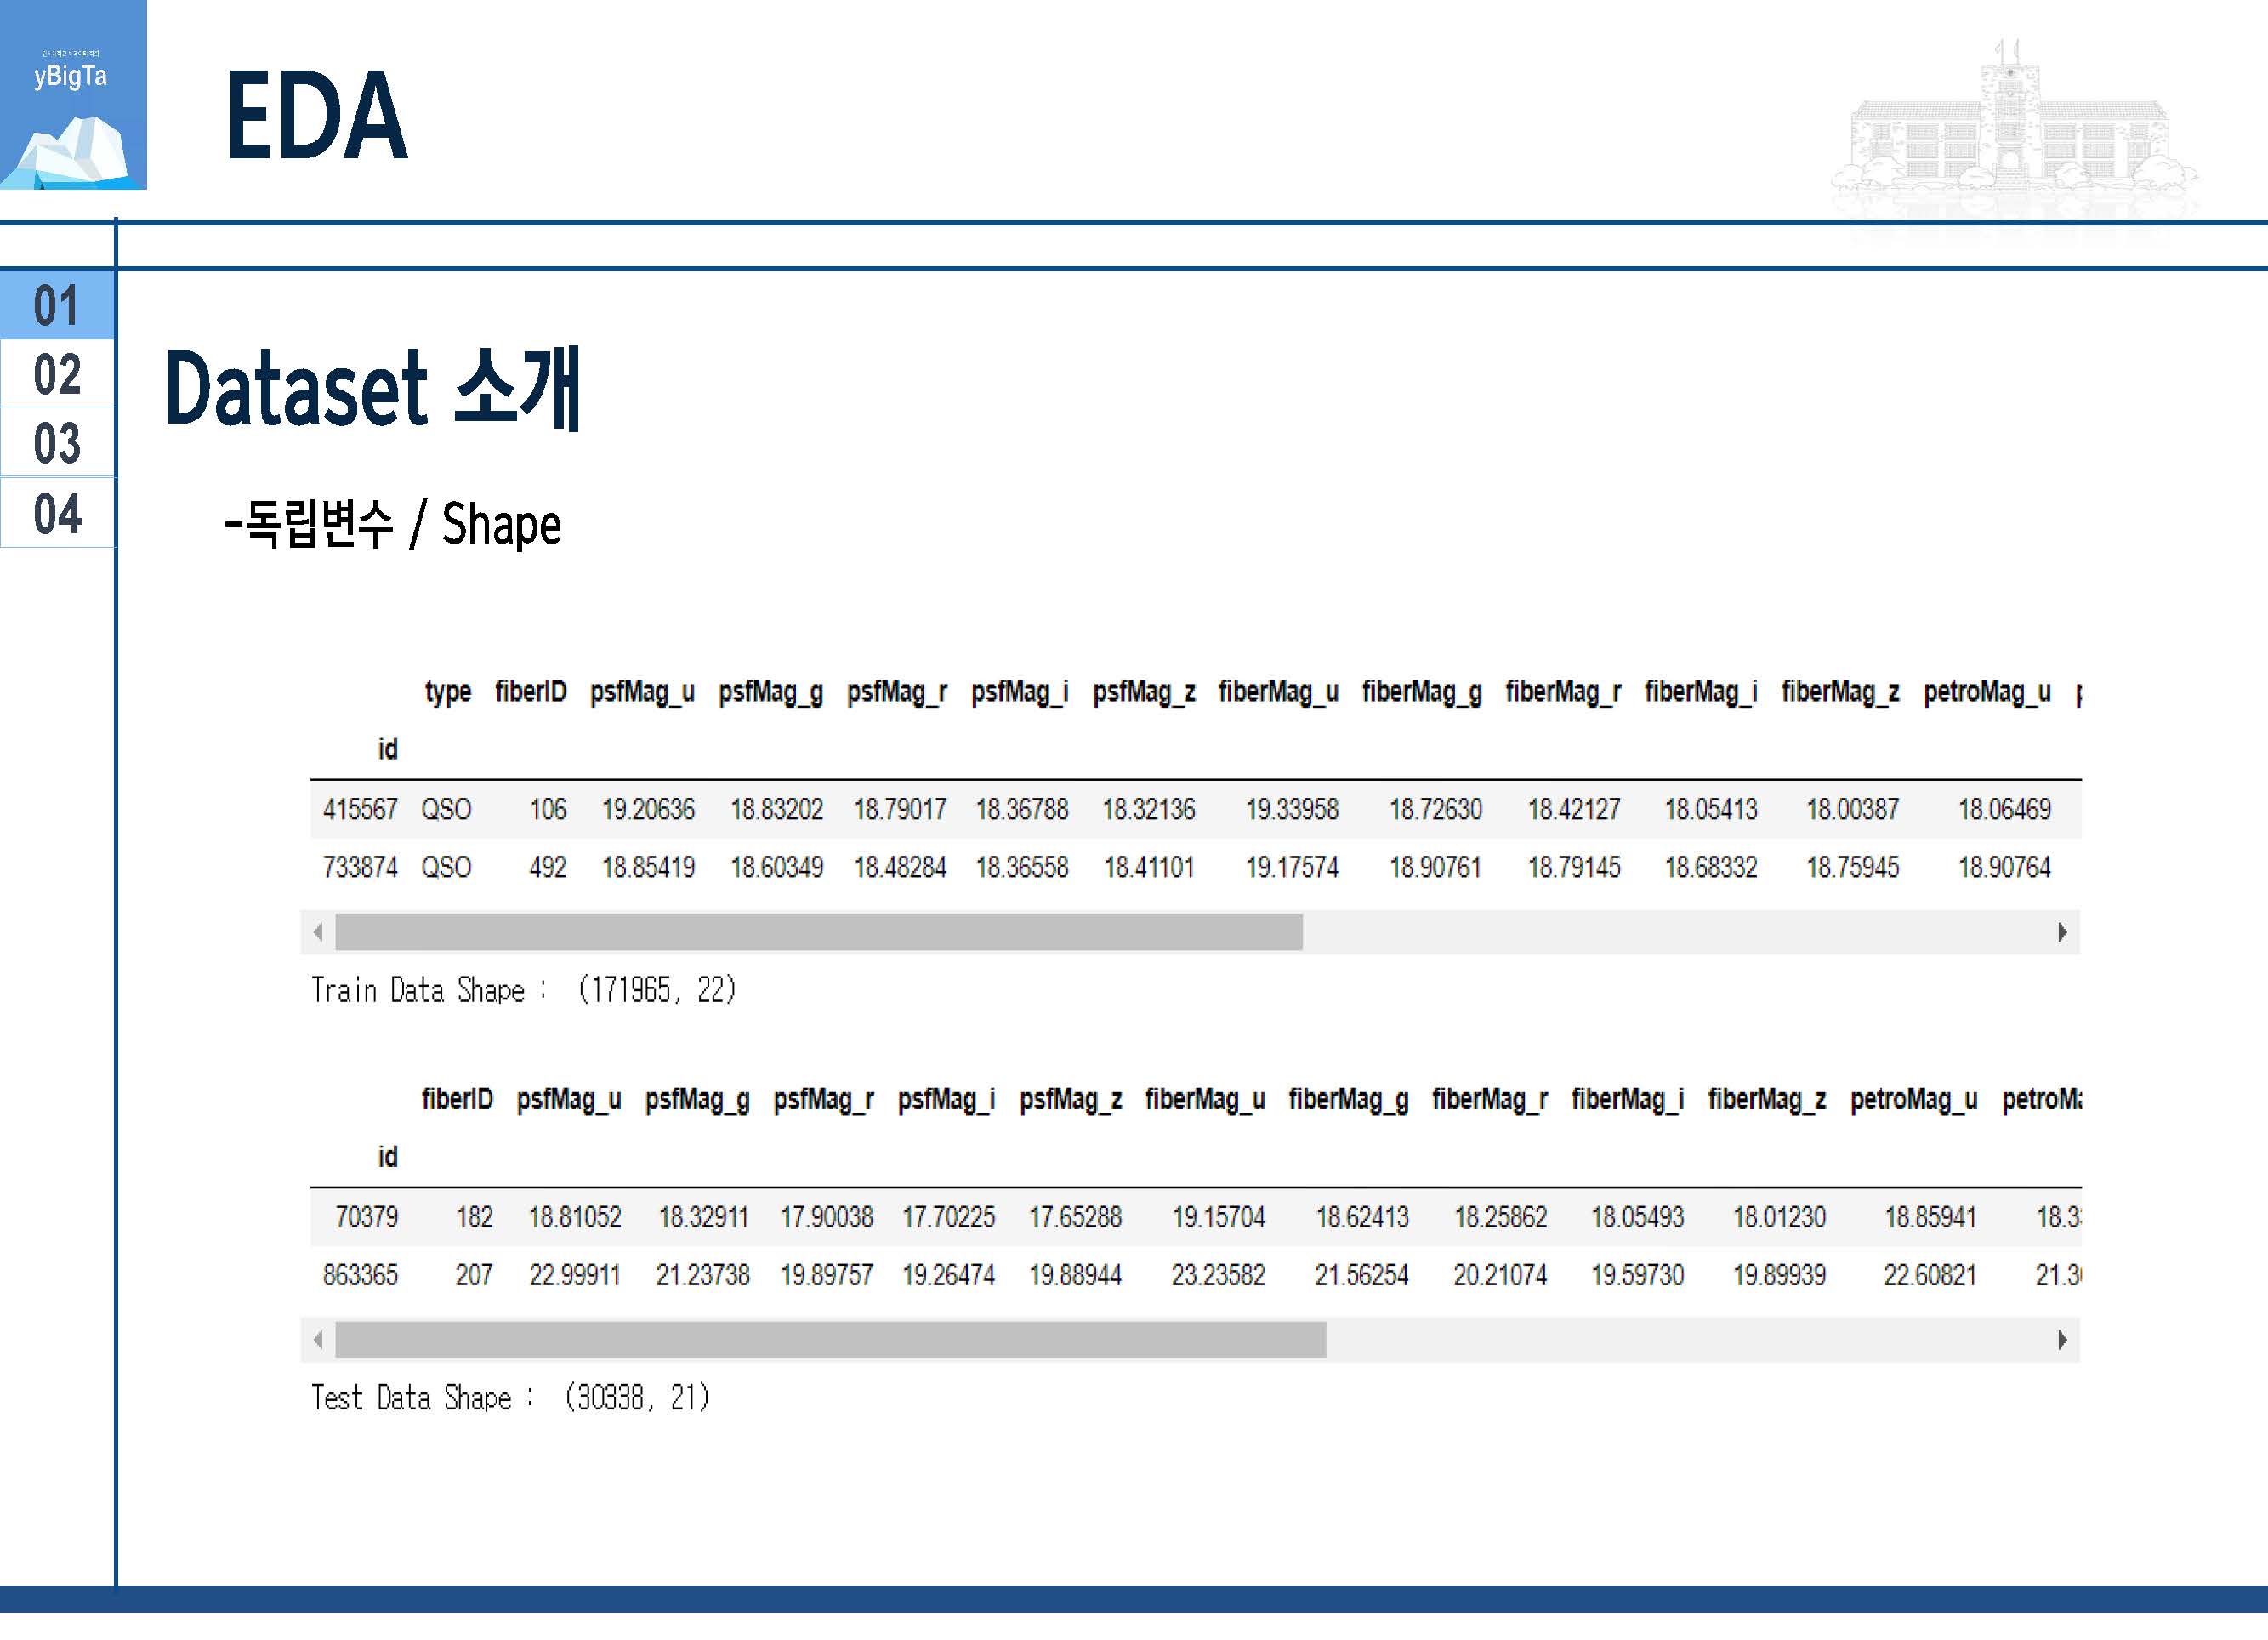 yBigTa
EDA
01
02
03
04
Dataset 소개
-독립변수 / Shape
type fiberID psfMag_u psfMag_g psfMag_r psfMag_i psfMag_z fiberMag_u fiberMag_g fiberMag_r fiberMag_i fiberMag_z petroMag_u
id
415567 QSO 106 19.20636 18.83202 18.79017 18.36788 18.32136 19.33958 18.72630 18.42127 18.05413 18.00387 18.06469
733874 QSO 492 18.85419 18.60349 18.48284 18.36558 18.41101 19.17574 18.90761 18.79145 18.68332 18.75945 18.90764
Train Data Shape : (171965, 22)
fiberID psfMag_u psfMag_g psfMag_r psfMag_i psfMag_z fiberMag_u fiberMag_g fiberMag_r fiberMag_i fiberMag_z petroMag_u petroMa
id
70379 182 18.81052 18.32911 17.90038 17.70225 17.65288 19.15704 18.62413 18.25862 18.05493 18.01230 18.85941 18.3
863365 207 22.99911 21.23738 19.89757 19.26474 19.88944 23.23582 21.56254 20.21074 19.59730 19.89939 22.60821 21.3
Test Data Shape : (30338, 21)